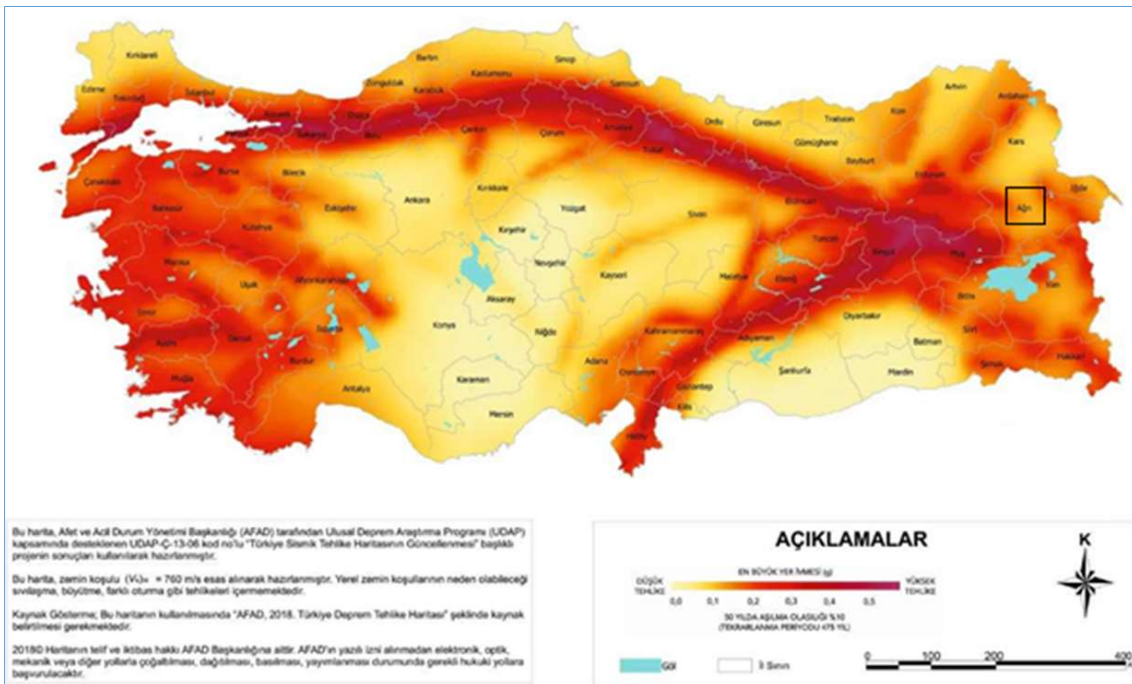 Kırklareli
Edirne
Tekirdağ
İstanbul
Zonguldak
Bartın
Karabük
Kastamonu
Sinop
Samsun
Ordu
Giresun
Trabzon
Rize
Artvin
Ardahan
Kars
Gümüşhane
Bayburt
Erzurum
Iğdır
Ağrı
Çankırı
Çorum
Amasya
Tokat
Sakarya
Bolu
Çanakkale
Bursa
Bilecik
Eskişehir
Ankara
Kırıkkale
Yozgat
Sivas
Erzincan
Tunceli
Bingöl
Muş
Balıkesir
Kütahya
Kırşehir
Nevşehir
Kayseri
Malatya
Elazığ
Bitlis
Van
Manisa
Uşak
Afyonkarahisar
Aksaray
Diyarbakır
Siirt
Batman
İzmir
Aydın
Denizli
Isparta
Konya
Niğde
Kahramanmaraş
Adıyaman
Şırnak
Hakkari
Muğla
Burdur
Antalya
Karaman
Mersin
Adana
Osmaniye
Gaziantep
Kilis
Şanlıurfa
Mardin
Hatay
Bu harita, Afet ve Acil Durum Yönetimi Başkanlığı (AFAD) tarafından Ulusal Deprem Araştırma Programı (UDAP)
kapsamında desteklenen UDAP-Ç-13-06 kod no'lu "Türkiye Sismik Tehlike Haritasının Güncellenmesi" başlıklı
projenin sonuçları kullanılarak hazırlanmıştır.
Bu harita, zemin koşulu (Vs)30 = 760 m/s esas alınarak hazırlanmıştır. Yerel zemin koşullarının neden olabileceği
sıvılaşma, büyütme, farklı oturma gibi tehlikeleri içermemektedir.
Kaynak Gösterme; Bu haritanın kullanılmasında "AFAD, 2018. Türkiye Deprem Tehlike Haritası" şeklinde kaynak
belirtilmesi gerekmektedir.
2018© Haritanın telif ve iktibas hakkı AFAD Başkanlığına aittir. AFAD'ın yazılı izni alınmadan elektronik, optik,
mekanik veya diğer yollarla çoğaltılması, dağıtılması, basılması, yayımlanması durumunda gerekli hukuki yollara
başvurulacaktır.
AÇIKLAMALAR
K
EN BÜYÜK YER İVMESİ (g)
DÜŞÜK
TEHLİKE
YÜKSEK
TEHLİKE
0,0 0,1 0,2 0,3 0,4 0,5
50 YILDA AŞILMA OLASILIĞI %10
(TEKRARLANMA PERİYODU 475 YIL)
Göl
İl Sınırı
0 100 200 400